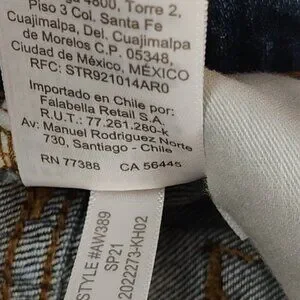 4800, Torre 2,
Piso 3 Col. Santa Fe
Cuajimalpa, Del. Cuajimalpa
de Morelos C.P. 05348,
Ciudad de México, MÉXICO
RFC: STR921014AR0
Importado en Chile por:
Falabella Retail S.A.
R.U.T.: 77.261.280-k
Av: Manuel Rodriguez Norte
730, Santiago - Chile
RN 77388 CA 56445
STYLE #AW389
SP21
2022273-KH02